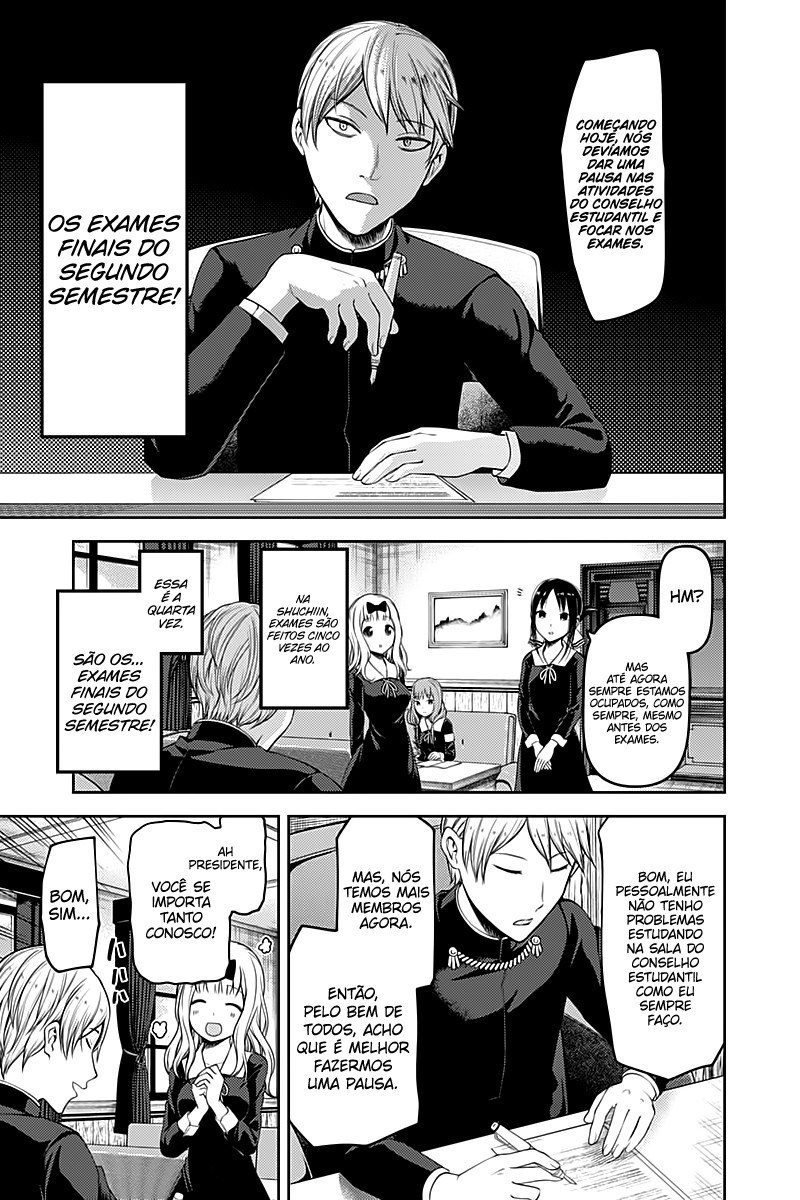 COMEÇANDO
HOJE, NÓS
DEVÍAMOS
DAR UMA
PAUSA NAS
ATIVIDADES
DO CONSELHO
ESTUDANTIL E
FOCAR NOS
EXAMES.
OS EXAMES
FINAIS DO
SEGUNDO
SEMESTRE!
HM?
MAS
ATÉ AGORA
SEMPRE ESTAMOS
OCUPADOS, COMO
SEMPRE, MESMO
ANTES DOS
EXAMES.
NA
SHUCHIIN,
EXAMES SÃO
FEITOS CINCO
VEZES AO
ANO.
ESSA
É A
QUARTA
VEZ.
SÃO OS...
EXAMES
FINAIS DO
SEGUNDO
SEMESTRE!
BOM, EU
PESSOALMENTE
NÃO TENHO
PROBLEMAS
ESTUDANDO
NA SALA DO
CONSELHO
ESTUDANTIL
COMO EU
SEMPRE
FAÇO.
MAS, NÓS
TEMOS MAIS
MEMBROS
AGORA.
ENTÃO,
PELO BEM DE
TODOS, ACHO
QUE É MELHOR
FAZERMOS
UMA PAUSA.
AH
PRESIDENTE,
VOCÊ SE
IMPORTA
TANTO
CONOSCO!
BOM,
SIM...